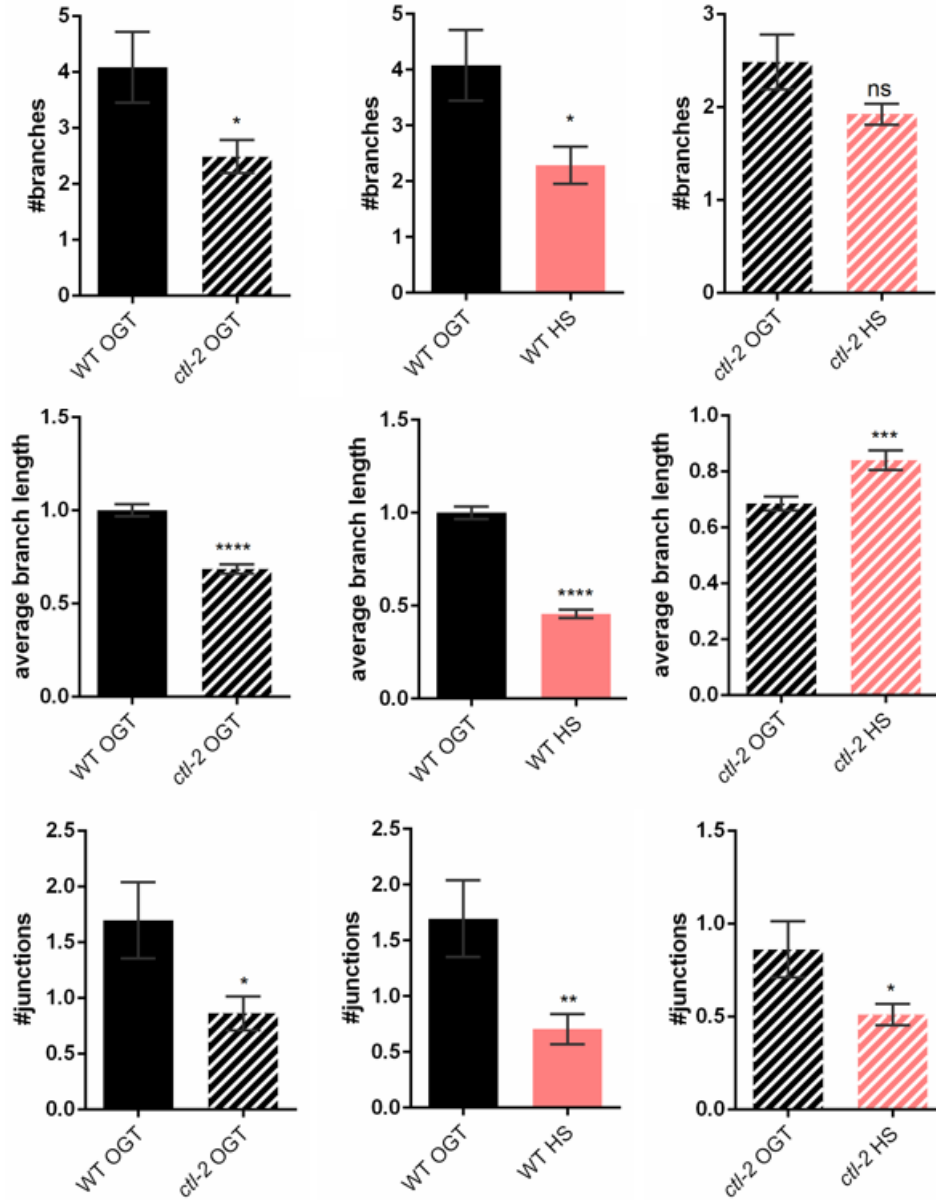 #branches
5
4
3
2
1
0
*
WT OGT
ctl-2 OGT
#branches
5
4
3
2
1
0
*
WT OGT
WT HS
#branches
3
2
1
0
ns
ctl-2 OGT
ctl-2 HS
average branch length
1.5
1.0
0.5
0.0
****
WT OGT
ctl-2 OGT
average branch length
1.5
1.0
0.5
0.0
****
WT OGT
WT HS
average branch length
1.0
0.8
0.6
0.4
0.2
0.0
***
ctl-2 OGT
ctl-2 HS
#junctions
2.5
2.0
1.5
1.0
0.5
0.0
*
WT OGT
ctl-2 OGT
#junctions
2.5
2.0
1.5
1.0
0.5
0.0
**
WT OGT
WT HS
#junctions
1.5
1.0
0.5
0.0
*
ctl-2 OGT
ctl-2 HS